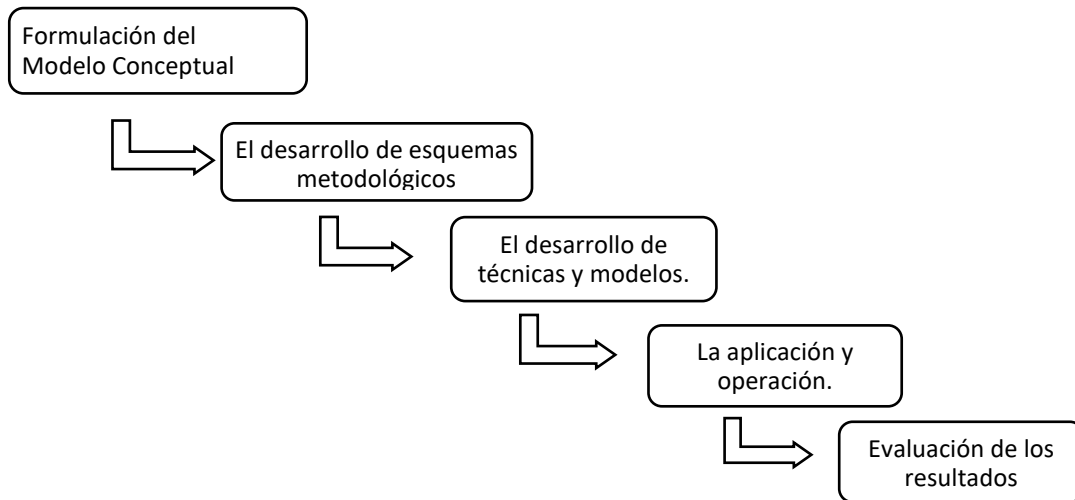 Formulación del
Modelo Conceptual
El desarrollo de esquemas
metodológicos
El desarrollo de
técnicas y modelos.
La aplicación y
operación.
Evaluación de los
resultados